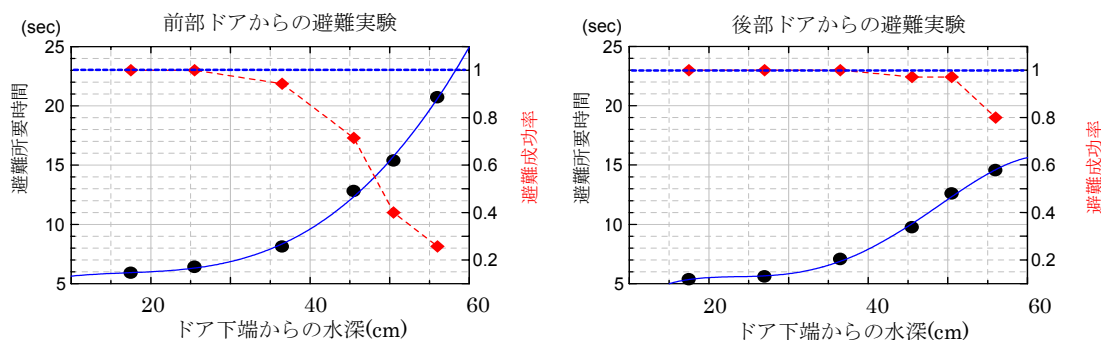 前部ドアからの避難実験
(sec)
25
20
15
10
5
避難所要時間
1
0.8
0.6
0.4
0.2
避難成功率
20
40
60
ドア下端からの水深(cm)
後部ドアからの避難実験
(sec)
25
20
15
10
5
避難所要時間
1
0.8
0.6
0.4
0.2
避難成功率
20
40
60
ドア下端からの水深(cm)